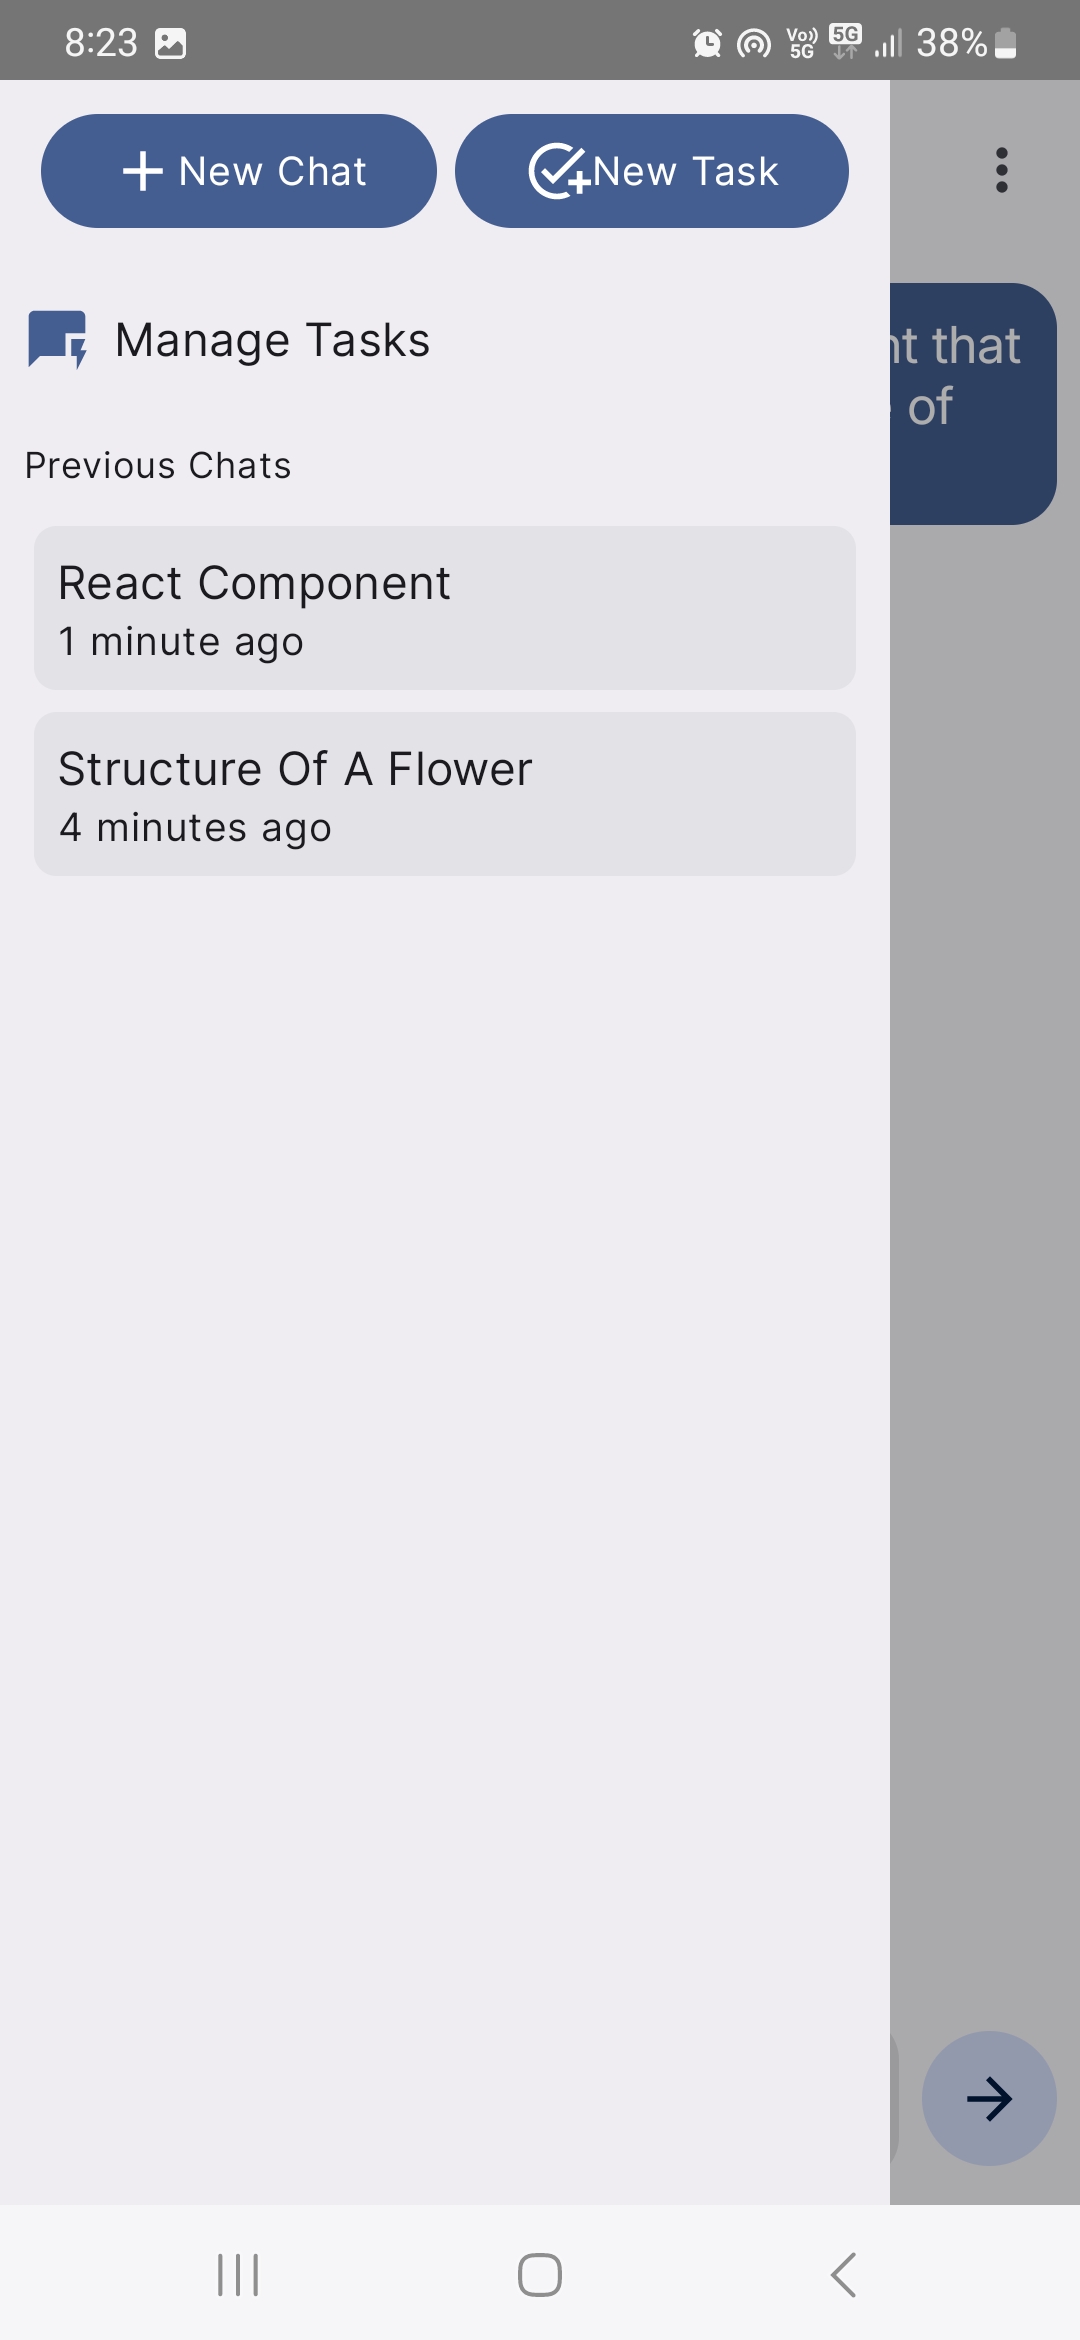 8:23
Vo)) 5G
5G
38%
New Chat
New Task
Manage Tasks
Previous Chats
React Component
1 minute ago
Structure Of A Flower
4 minutes ago
that
of